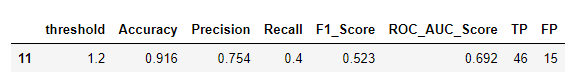 threshold Accuracy Precision Recall F1_Score ROC_AUC_Score TP FP
11 1.2 0.916 0.754 0.4 0.523 0.692 46 15